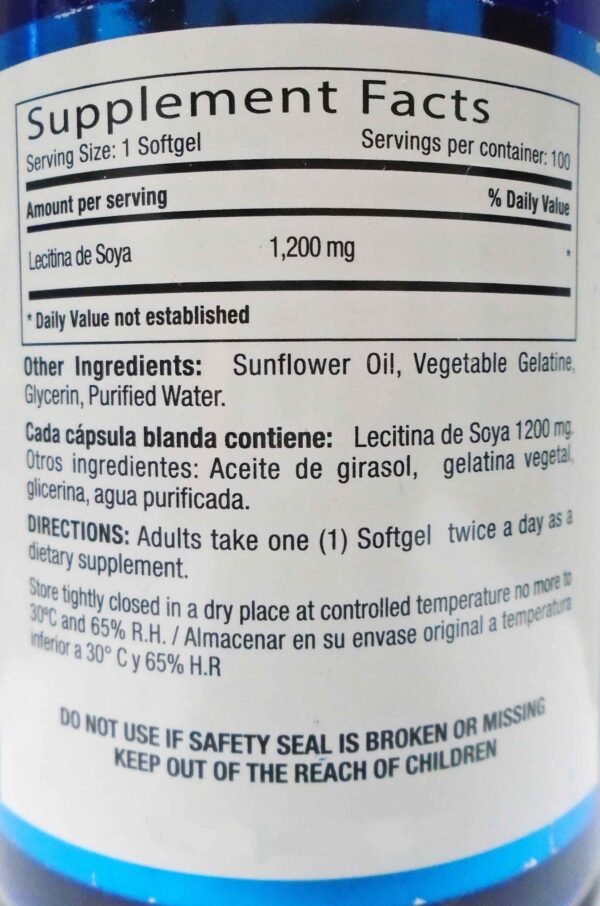 Supplement Facts
Serving Size: 1 Softgel Servings per container: 100
Amount per serving % Daily Value
Lecitina de Soya 1,200 mg *
* Daily Value not established
Other Ingredients: Sunflower Oil, Vegetable Gelatine,
Glycerin, Purified Water.
Cada cápsula blanda contiene: Lecitina de Soya 1200 mg.
Otros ingredientes: Aceite de girasol, gelatina vegetal,
glicerina, agua purificada.
DIRECTIONS: Adults take one (1) Softgel twice a day as a
dietary supplement.
Store tightly closed in a dry place at controlled temperature no more to
30°C and 65% R.H. / Almacenar en su envase original a temperatura
inferior a 30° C y 65% H.R
DO NOT USE IF SAFETY SEAL IS BROKEN OR MISSING
KEEP OUT OF THE REACH OF CHILDREN